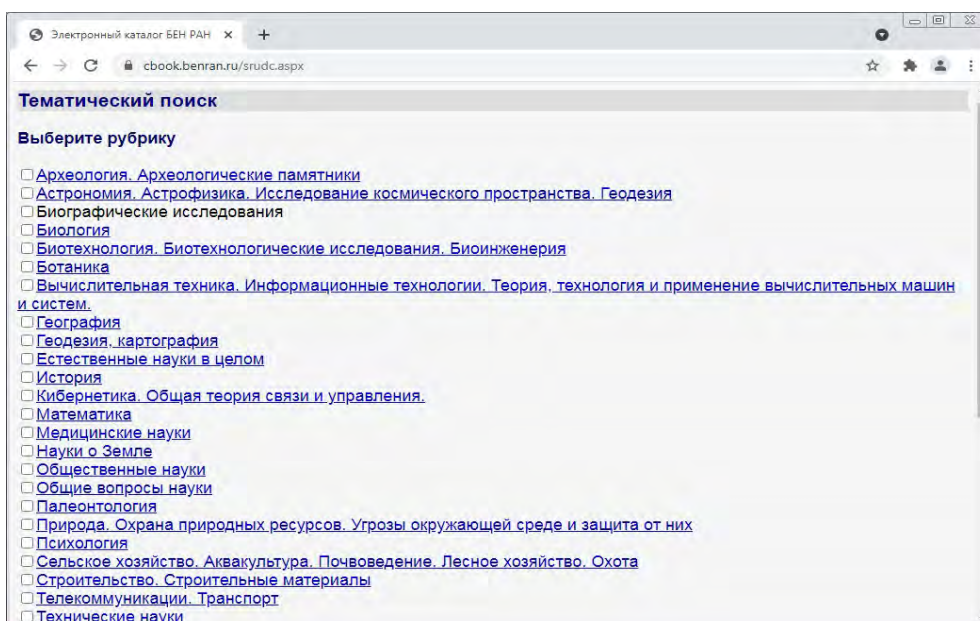 Электронный каталог БЕН РАН
cbook.benran.ru/srudc.aspx
Тематический поиск
Выберите рубрику
Археология. Археологические памятники
Астрономия. Астрофизика. Исследование космического пространства. Геодезия
Биографические исследования
Биология
Биотехнология. Биотехнологические исследования. Биоинженерия
Ботаника
Вычислительная техника. Информационные технологии. Теория, технология и применение вычислительных машин
и систем.
География
Геодезия, картография
Естественные науки в целом
История
Кибернетика. Общая теория связи и управления.
Математика
Медицинские науки
Науки о Земле
Общественные науки
Общие вопросы науки
Палеонтология
Природа. Охрана природных ресурсов. Угрозы окружающей среде и защита от них
Психология
Сельское хозяйство. Аквакультура. Почвоведение. Лесное хозяйство. Охота
Строительство. Строительные материалы
Телекоммуникации. Транспорт
Технические науки